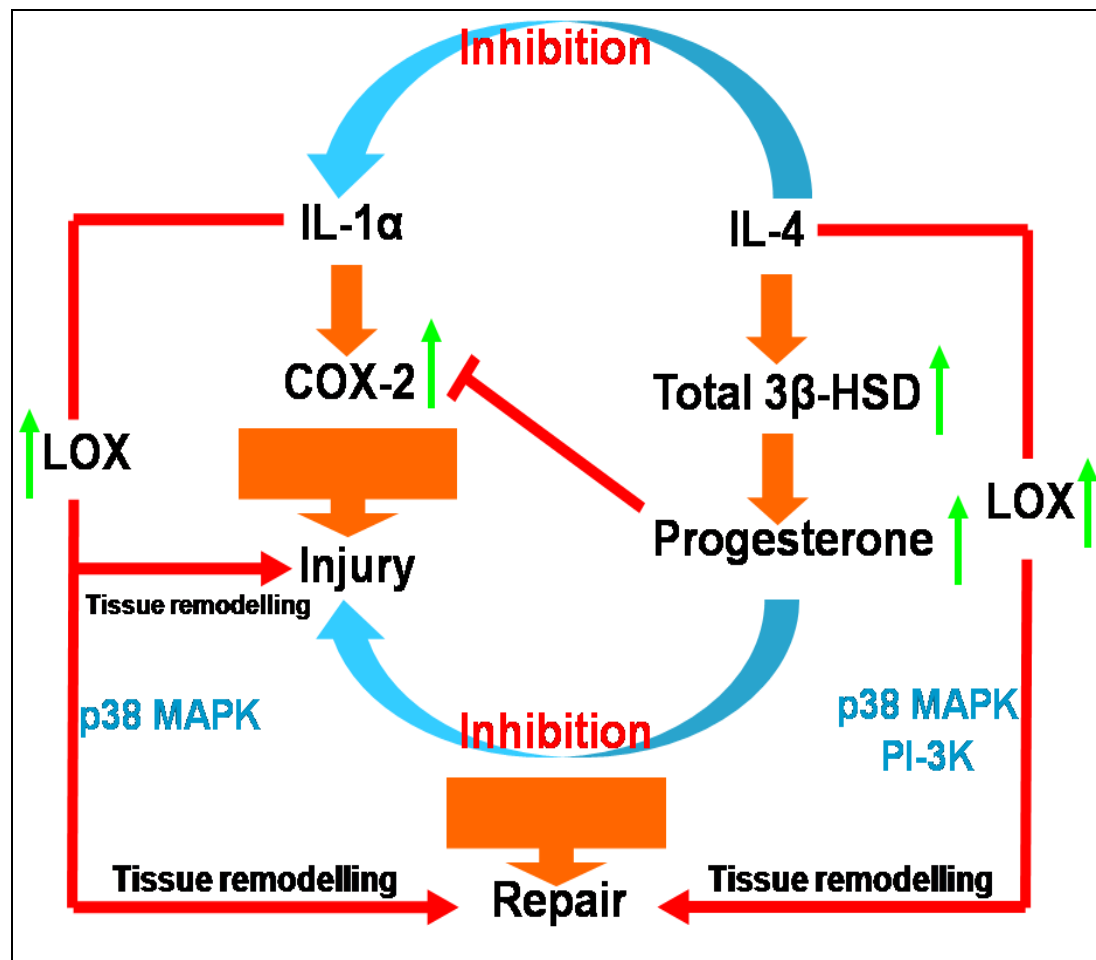 Inhibition
IL-1α
IL-4
COX-2
Total 3β-HSD
LOX
LOX
Progesterone
Injury
Tissue remodelling
p38 MAPK
p38 MAPK
PI-3K
Inhibition
Tissue remodelling
Tissue remodelling
Repair